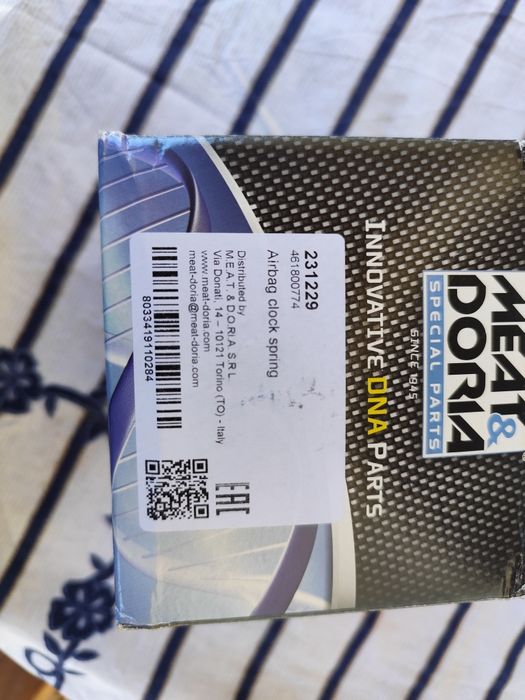 MEAT &
DORIA
SPECIAL PARTS
SINCE 1945
INNOVATIVE DNA PARTS
231229
461800774
Airbag clock spring
Distributed by
M.E.A.T. & D.O.R.I.A. S.R.L.
Via Donati, 14 – 10121 Torino (TO) - Italy
www.meat-doria.com
meat-doria@meat-doria.com
8033419110284
EAC